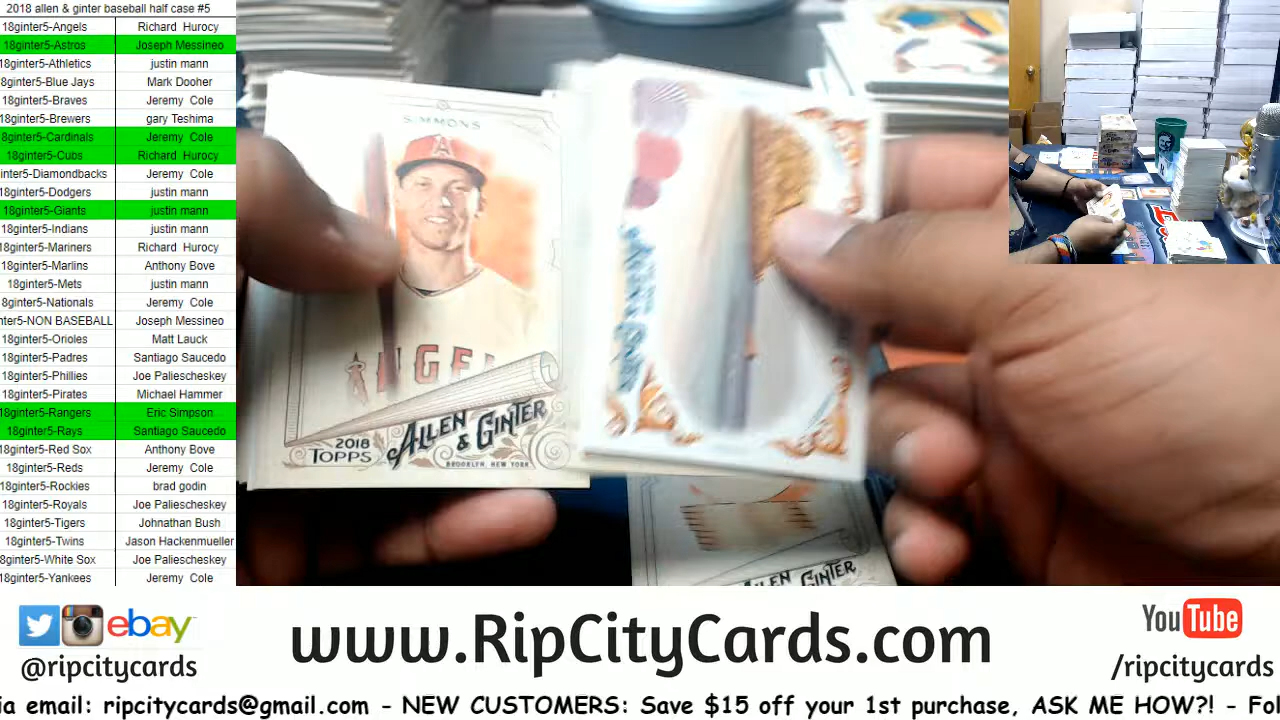 2018 allen & ginter baseball half case #5
18ginter5-Angels Richard Hurocy
18ginter5-Astros Joseph Messineo
18ginter5-Athletics justin mann
8ginter5-Blue Jays Mark Dooher
18ginter5-Braves Jeremy Cole
18ginter5-Brewers gary Teshima
8ginter5-Cardinals Jeremy Cole
18ginter5-Cubs Richard Hurocy
inter5-Diamondbacks Jeremy Cole
18ginter5-Dodgers justin mann
18ginter5-Giants justin mann
18ginter5-Indians justin mann
18ginter5-Mariners Richard Hurocy
18ginter5-Marlins Anthony Bove
18ginter5-Mets justin mann
8ginter5-Nationals Jeremy Cole
nter5-NON BASEBALL Joseph Messineo
18ginter5-Orioles Matt Lauck
18ginter5-Padres Santiago Saucedo
18ginter5-Phillies Joe Paliescheskey
18ginter5-Pirates Michael Hammer
18ginter5-Rangers Eric Simpson
18ginter5-Rays Santiago Saucedo
18ginter5-Red Sox Anthony Bove
18ginter5-Reds Jeremy Cole
18ginter5-Rockies brad godin
18ginter5-Royals Joe Paliescheskey
18ginter5-Tigers Johnathan Bush
18ginter5-Twins Jason Hackenmueller
8ginter5-White Sox Joe Paliescheskey
18ginter5-Yankees Jeremy Cole
SIMMONS
A
ANGEL
2018
TOPPS
ALLEN
& GINTER
BROOKLYN, NEW YORK
ALLEN
GINTER
ebay
@ripcitycards
www.RipCityCards.com
YouTube
/ripcitycards
ia email: ripcitycards@gmail.com - NEW CUSTOMERS: Save $15 off your 1st purchase, ASK ME HOW?! - Fol